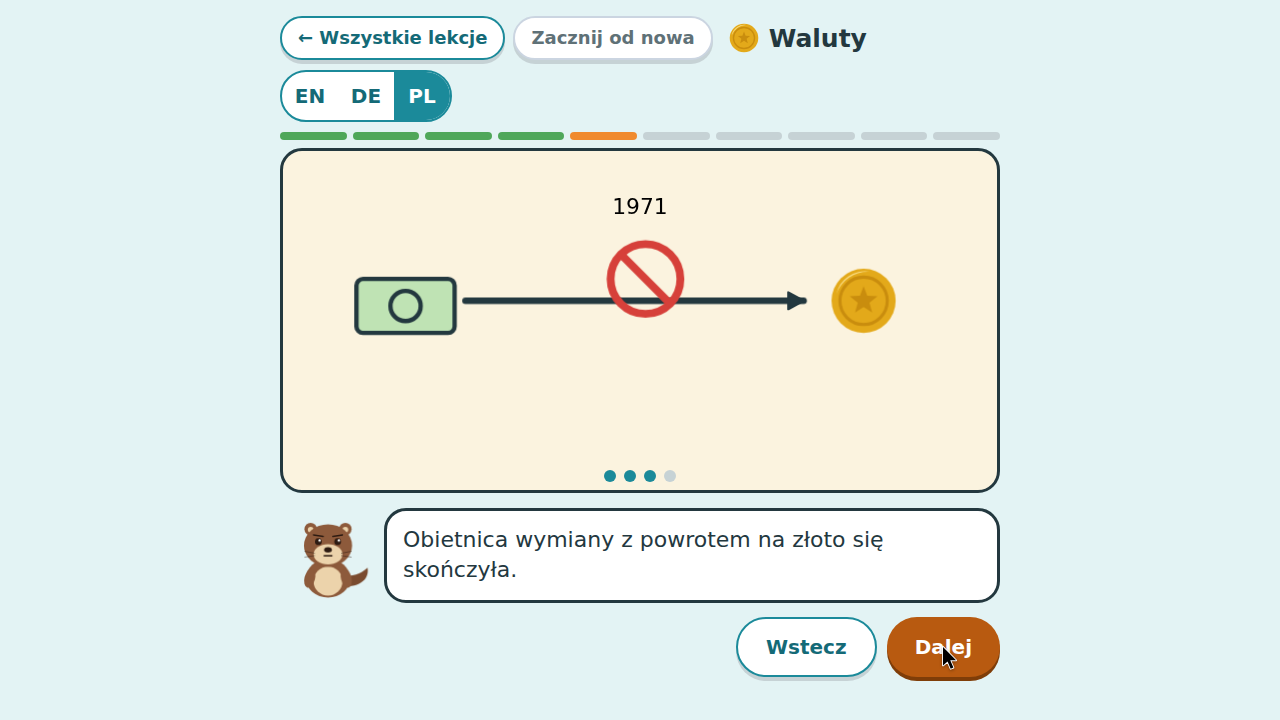 ← Wszystkie lekcje
Zacznij od nowa
Waluty
EN DE PL
1971
Obietnica wymiany z powrotem na złoto się
skończyła.
Wstecz
Dalej